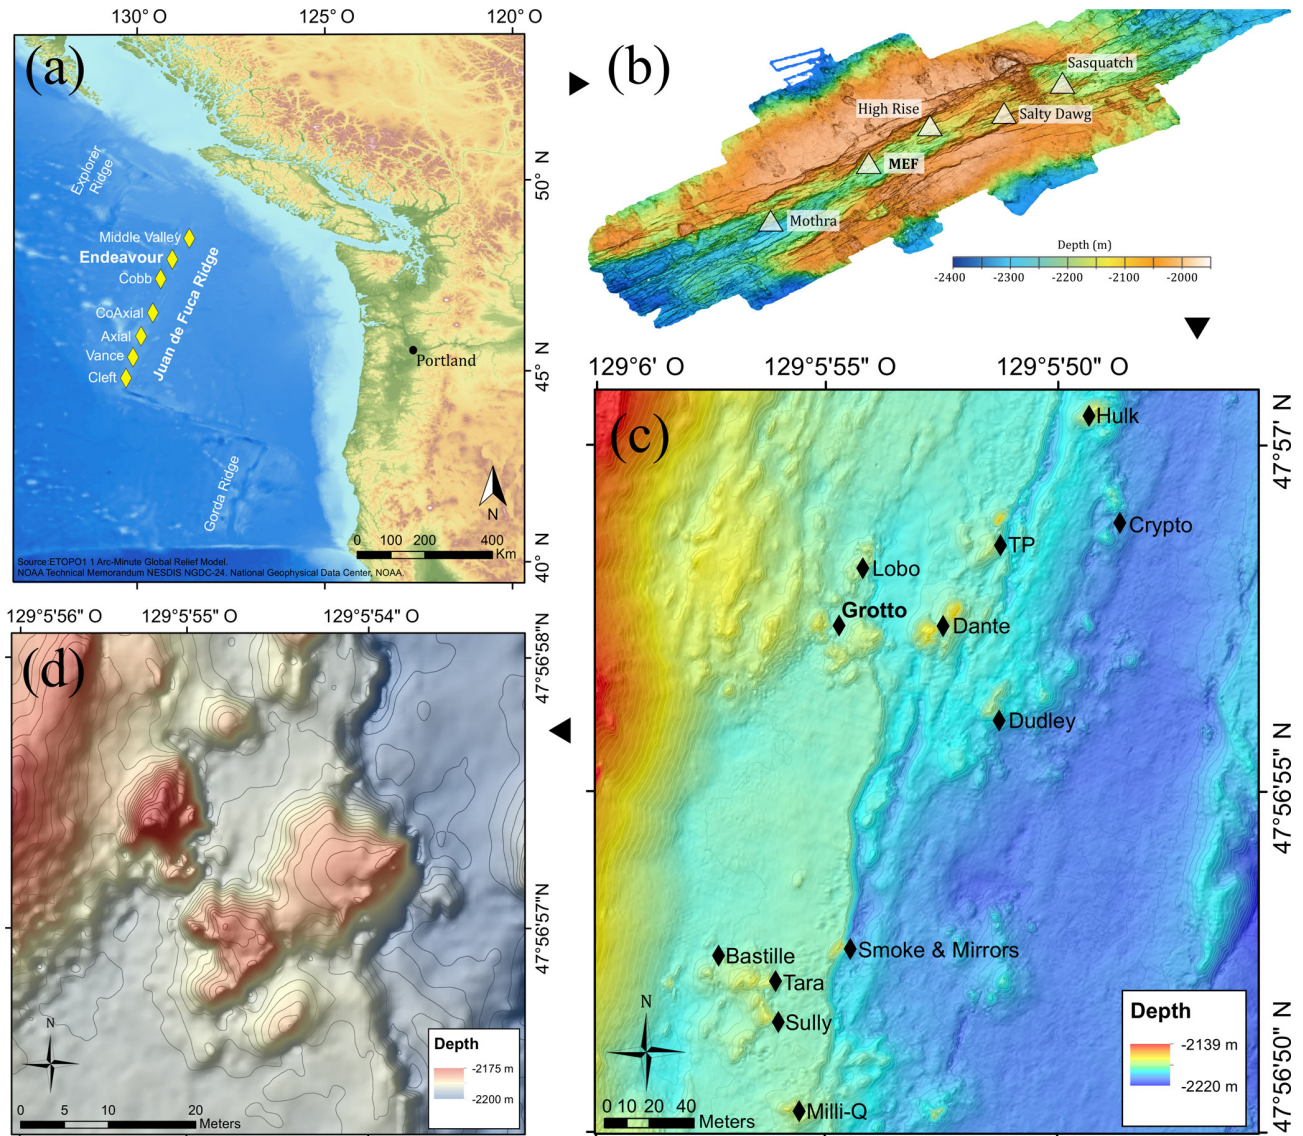 130° O
125° O
120° O
(a)
50° N
45° N
40° N
Explorer
Ridge
Middle Valley
Endeavour
Cobb
CoAxial
Axial
Vance
Cleft
Juan de Fuca Ridge
Gorda Ridge
Portland
N
0 100 200 400
Km
Source:ETOPO1 1 Arc-Minute Global Relief Model.
NOAA Technical Memorandum NESDIS NGDC-24. National Geophysical Data Center, NOAA.
(b)
Sasquatch
High Rise
Salty Dawg
MEF
Mothra
Depth (m)
-2400 -2300 -2200 -2100 -2000
129°6' O
129°5'55" O
129°5'50" O
(c)
47°57' N
47°56'55" N
47°56'50" N
Hulk
Crypto
TP
Lobo
Grotto
Dante
Dudley
Smoke & Mirrors
Bastille
Tara
Sully
Milli-Q
N
0 10 20 40
Meters
Depth
-2139 m
-2220 m
129°5'56" O
129°5'55" O
129°5'54" O
(d)
47°56'58" N
47°56'57"N
N
0 5 10 20
Meters
Depth
-2175 m
-2200 m